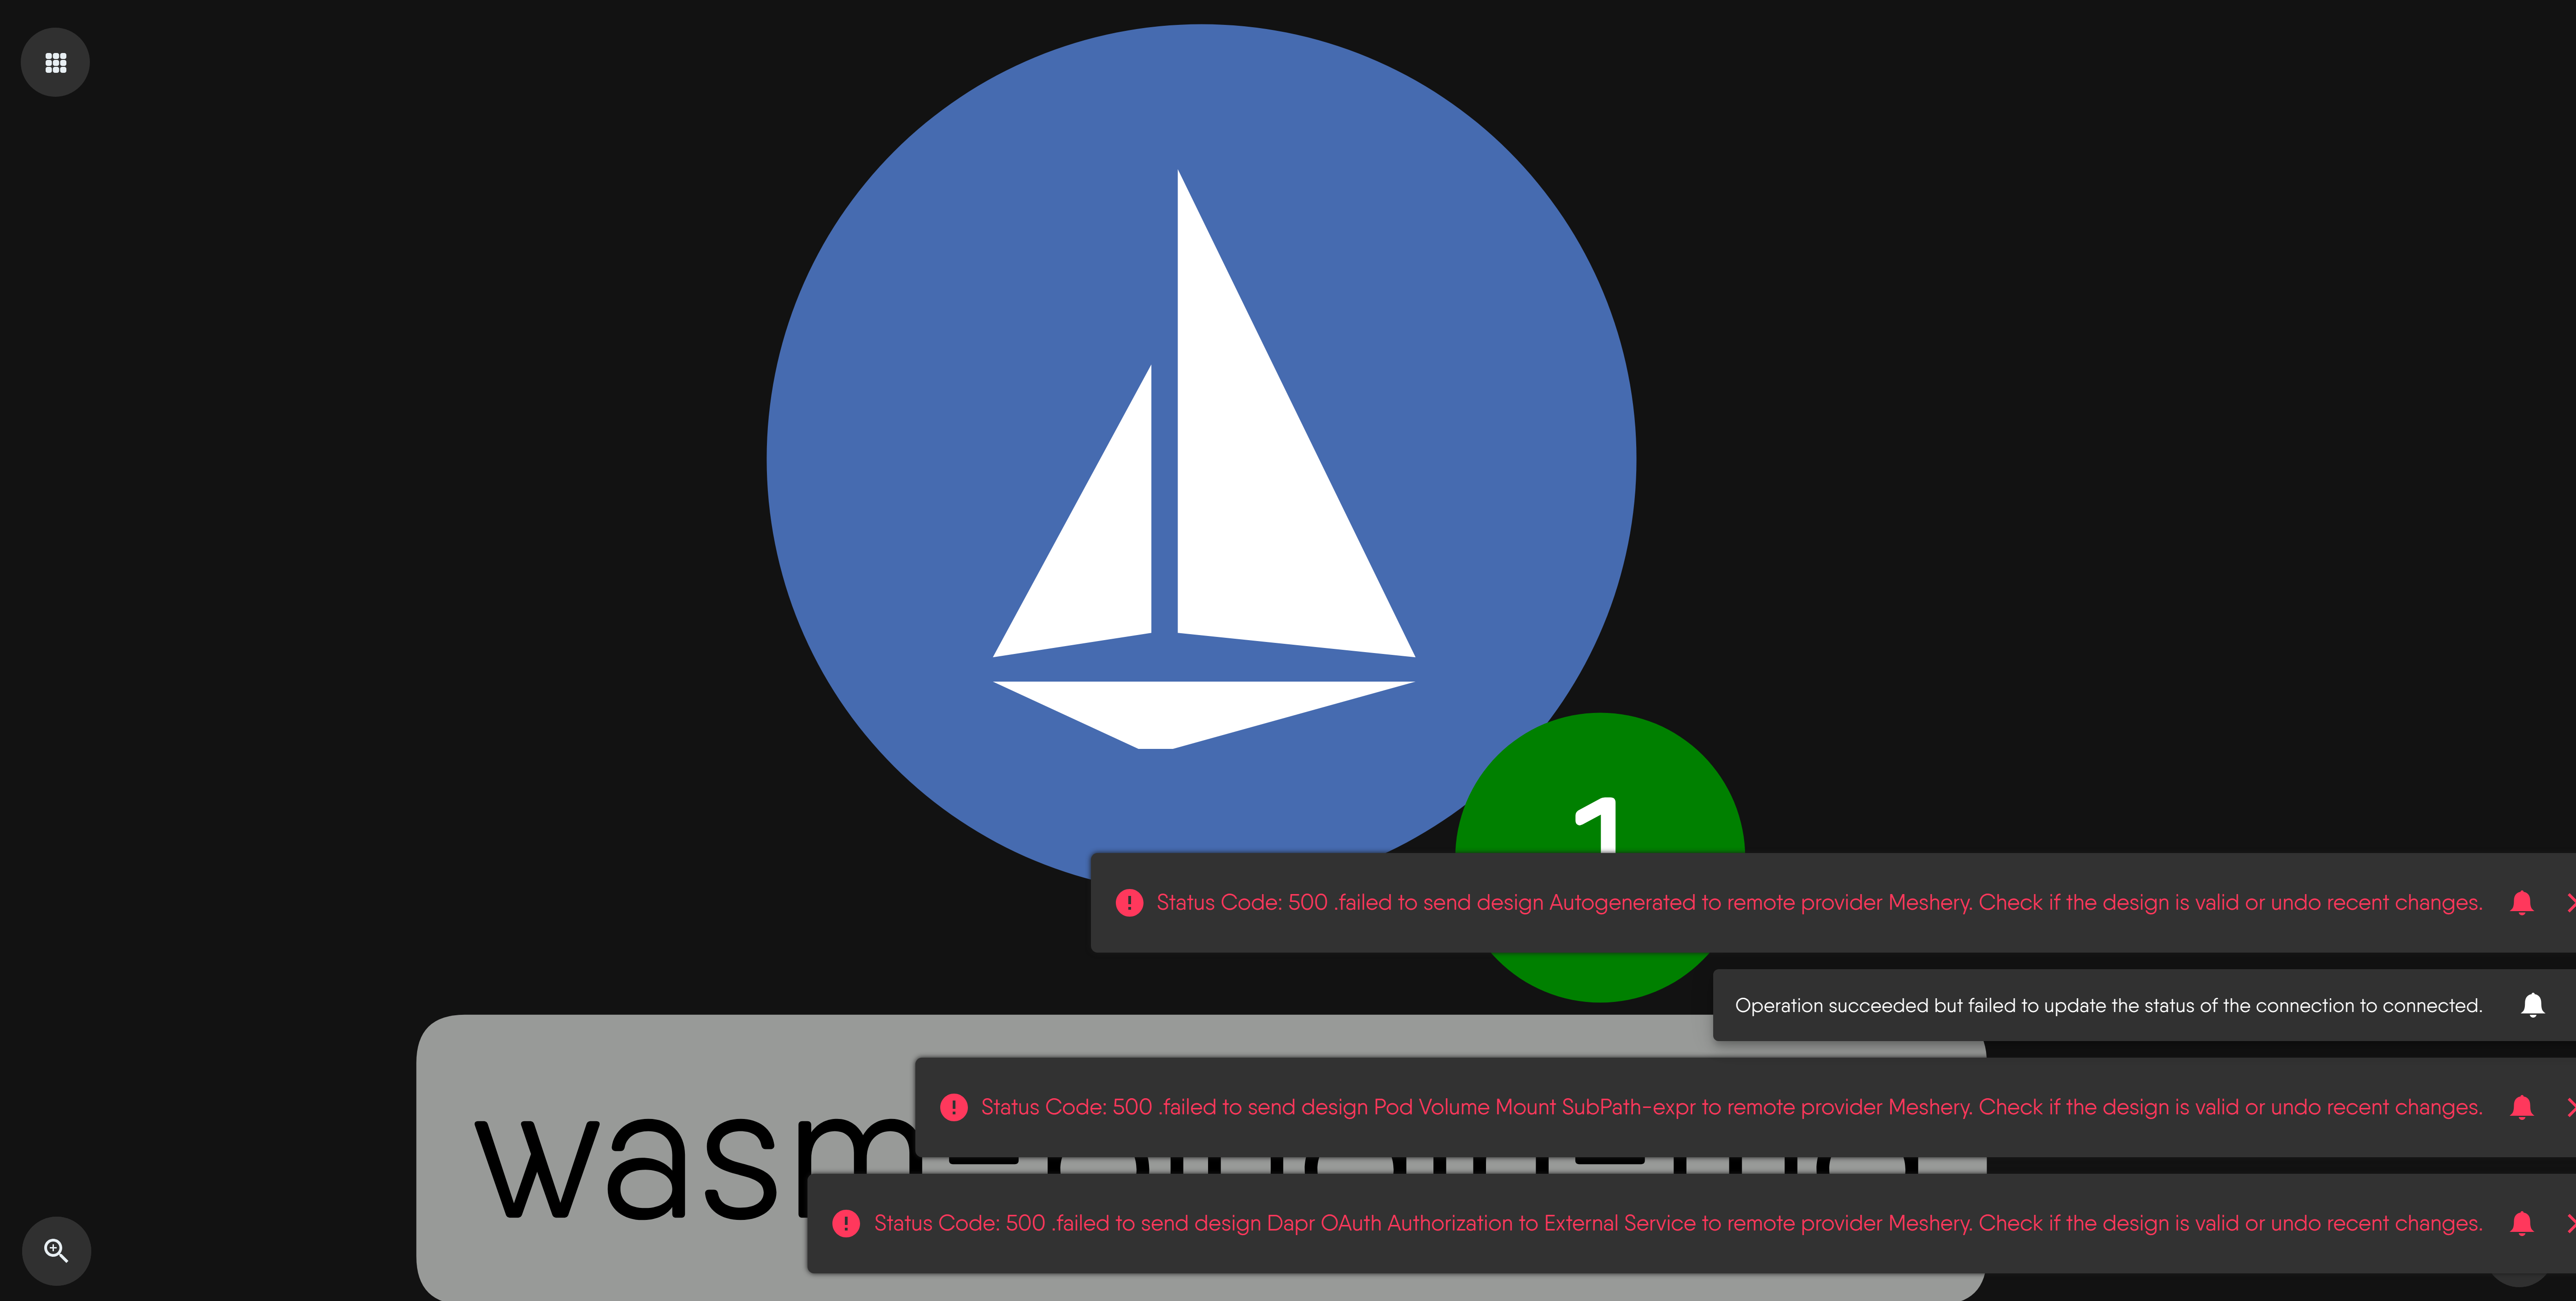 1
Status Code: 500 .failed to send design Autogenerated to remote provider Meshery. Check if the design is valid or undo recent changes.
Operation succeeded but failed to update the status of the connection to connected.
Status Code: 500 .failed to send design Pod Volume Mount SubPath-expr to remote provider Meshery. Check if the design is valid or undo recent changes.
Status Code: 500 .failed to send design Dapr OAuth Authorization to External Service to remote provider Meshery. Check if the design is valid or undo recent changes.